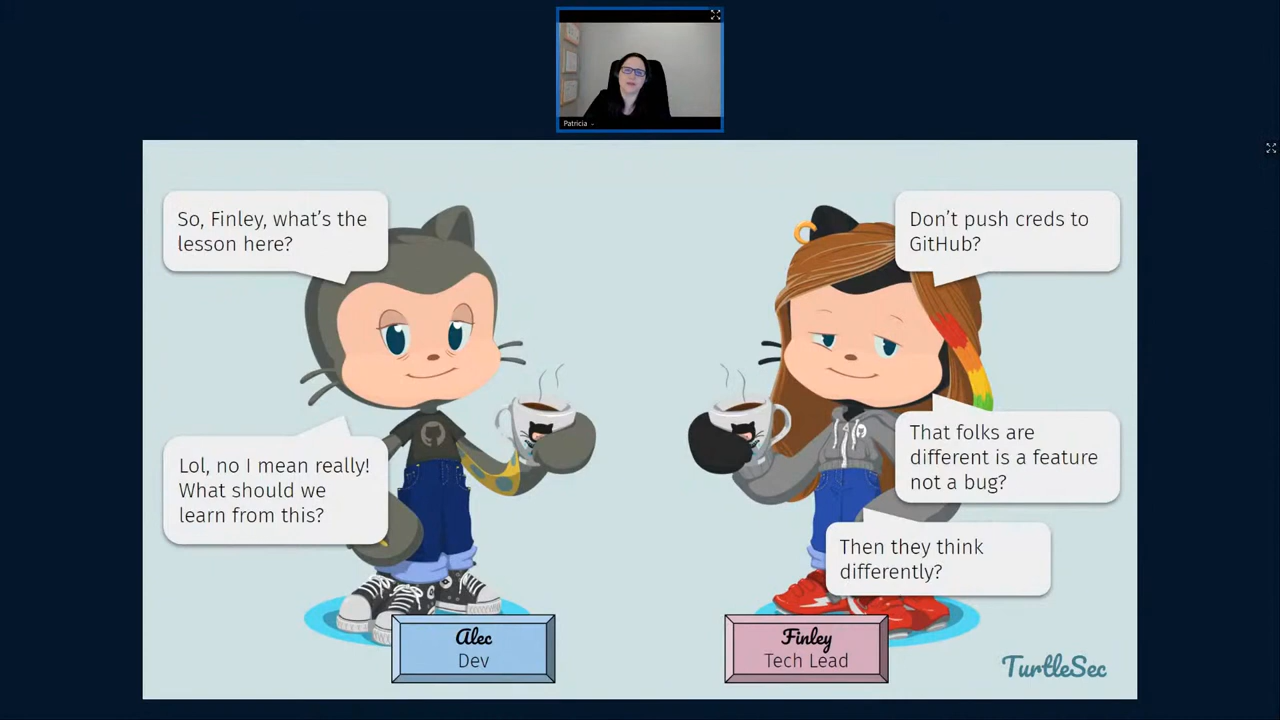 Patricia
So, Finley, what's the
lesson here?
Don't push creds to
GitHub?
Lol, no I mean really!
What should we
learn from this?
That folks are
different is a feature
not a bug?
Then they think
differently?
Alec
Dev
Finley
Tech Lead
TurtleSec